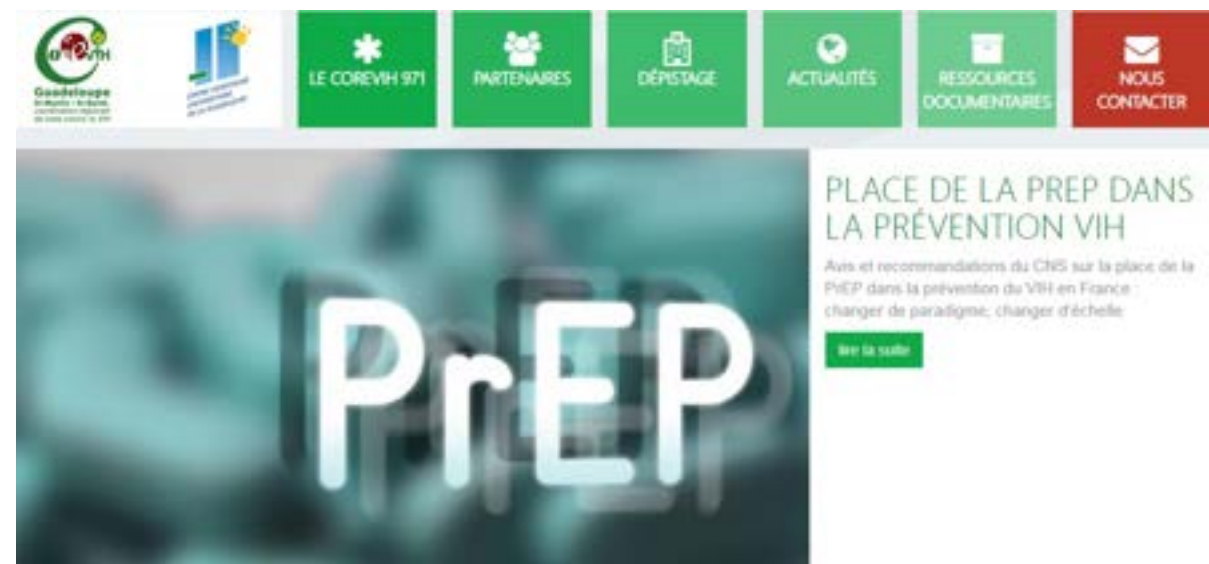 Guadeloupe
LE COREVIH 971
PARTENAIRES
DÉPISTAGE
ACTUALITÉS
RESSOURCES
DOCUMENTAIRES
NOUS
CONTACTER
PrEP
PLACE DE LA PREP DANS
LA PRÉVENTION VIH
Avis et recommandations du CNS sur la place de la
PrEP dans la prévention du VIH en France :
changer de paradigme, changer d'échelle
lire la suite